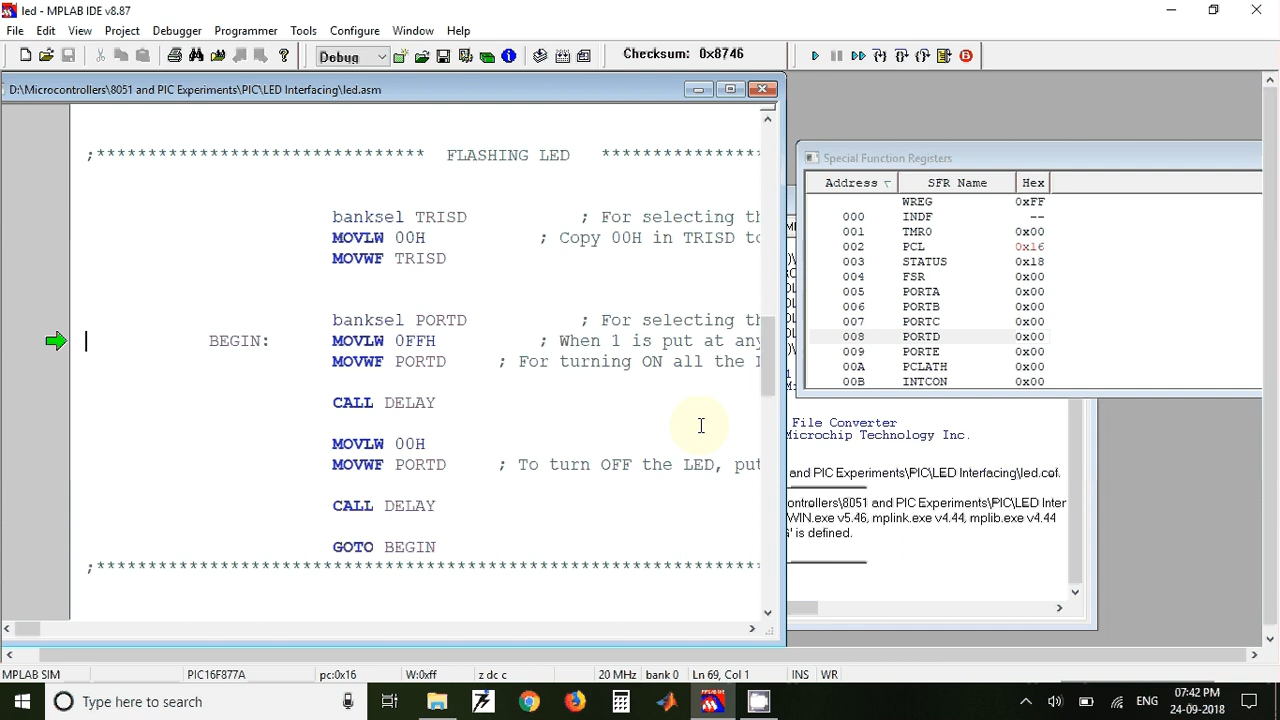 led - MPLAB IDE v8.87
File Edit View Project Debugger Programmer Tools Configure Window Help
Debug Checksum: 0x8746
D:\Microcontrollers\8051 and PIC Experiments\PIC\LED Interfacing\led.asm
;******************************** FLASHING LED ****************
banksel TRISD ; For selecting th
MOVLW 00H ; Copy 00H in TRISD to
MOVWF TRISD
banksel PORTD ; For selecting th
BEGIN: MOVLW 0FFH ; When 1 is put at any
MOVWF PORTD ; For turning ON all the
CALL DELAY
MOVLW 00H
MOVWF PORTD ; To turn OFF the LED, put
CALL DELAY
GOTO BEGIN
;*****************************************************************
Special Function Registers
Address SFR Name Hex
WREG 0xFF
000 INDF --
001 TMR0 0x00
002 PCL 0x16
003 STATUS 0x18
004 FSR 0x00
005 PORTA 0x00
006 PORTB 0x00
007 PORTC 0x00
008 PORTD 0x00
009 PORTE 0x00
00A PCLATH 0x00
00B INTCON 0x00
File Converter
Microchip Technology Inc.
and PIC Experiments\PIC\LED Interfacing\led.cof.
controllers\8051 and PIC Experiments\PIC\LED Inter
WIN.exe v5.46, mplink.exe v4.44, mplib.exe v4.44
' is defined.
MPLAB SIM PIC16F877A pc:0x16 W:0xff z dc c 20 MHz bank 0 Ln 69, Col 1 INS WR
Type here to search
ENG
07:42 PM
24-09-2018